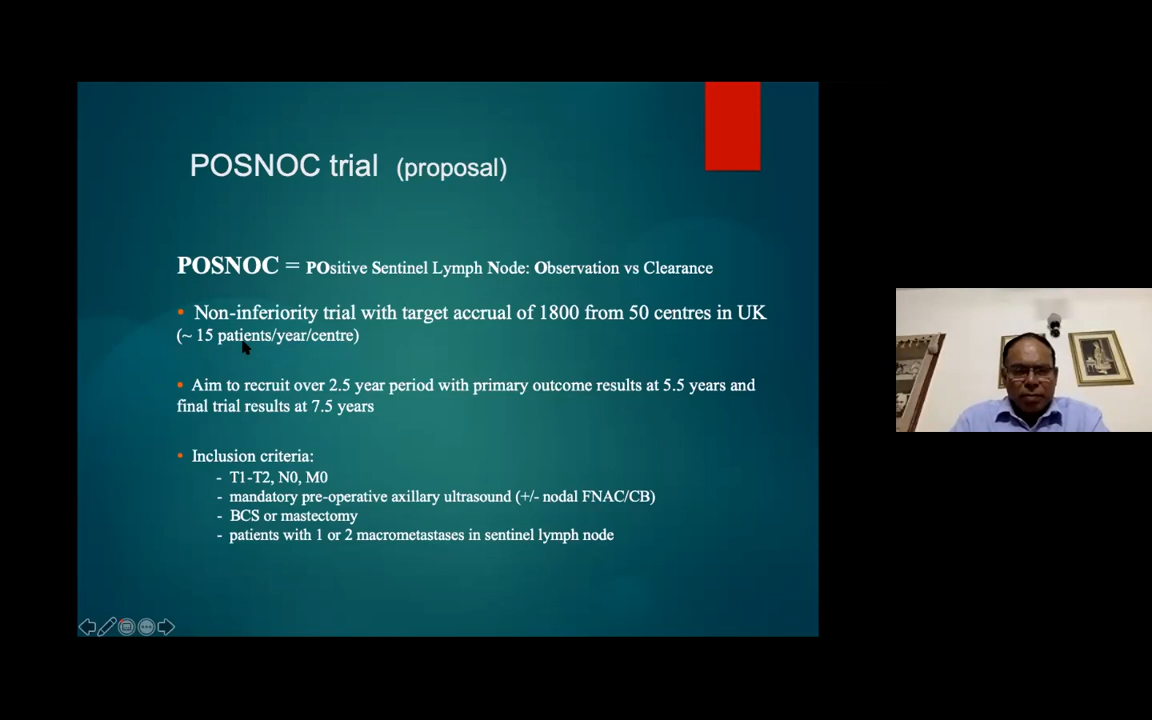 POSNOC trial (proposal)
POSNOC = POsitive Sentinel Lymph Node: Observation vs Clearance
• Non-inferiority trial with target accrual of 1800 from 50 centres in UK
(~ 15 patients/year/centre)
• Aim to recruit over 2.5 year period with primary outcome results at 5.5 years and
final trial results at 7.5 years
• Inclusion criteria:
- T1-T2, N0, M0
- mandatory pre-operative axillary ultrasound (+/- nodal FNAC/CB)
- BCS or mastectomy
- patients with 1 or 2 macrometastases in sentinel lymph node